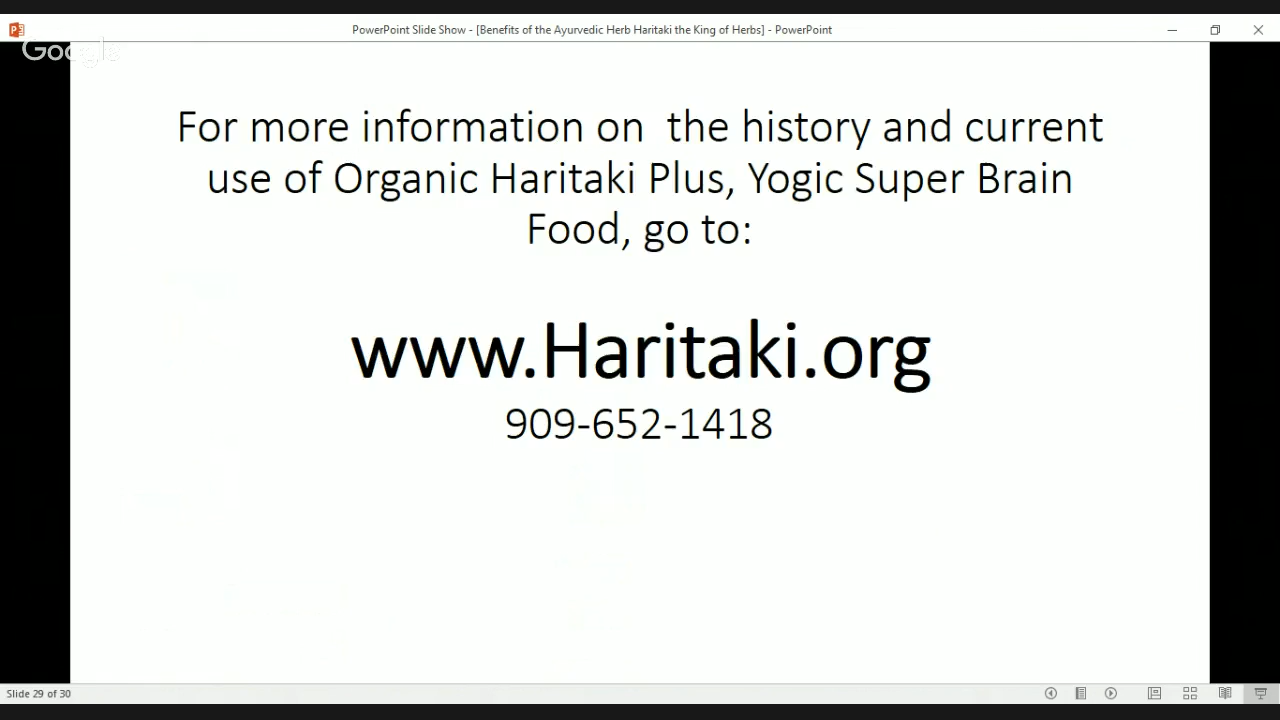 PowerPoint Slide Show - [Benefits of the Ayurvedic Herb Haritaki the King of Herbs] - PowerPoint
Google
For more information on  the history and current
use of Organic Haritaki Plus, Yogic Super Brain
Food, go to:
www.Haritaki.org
909-652-1418
Slide 29 of 30